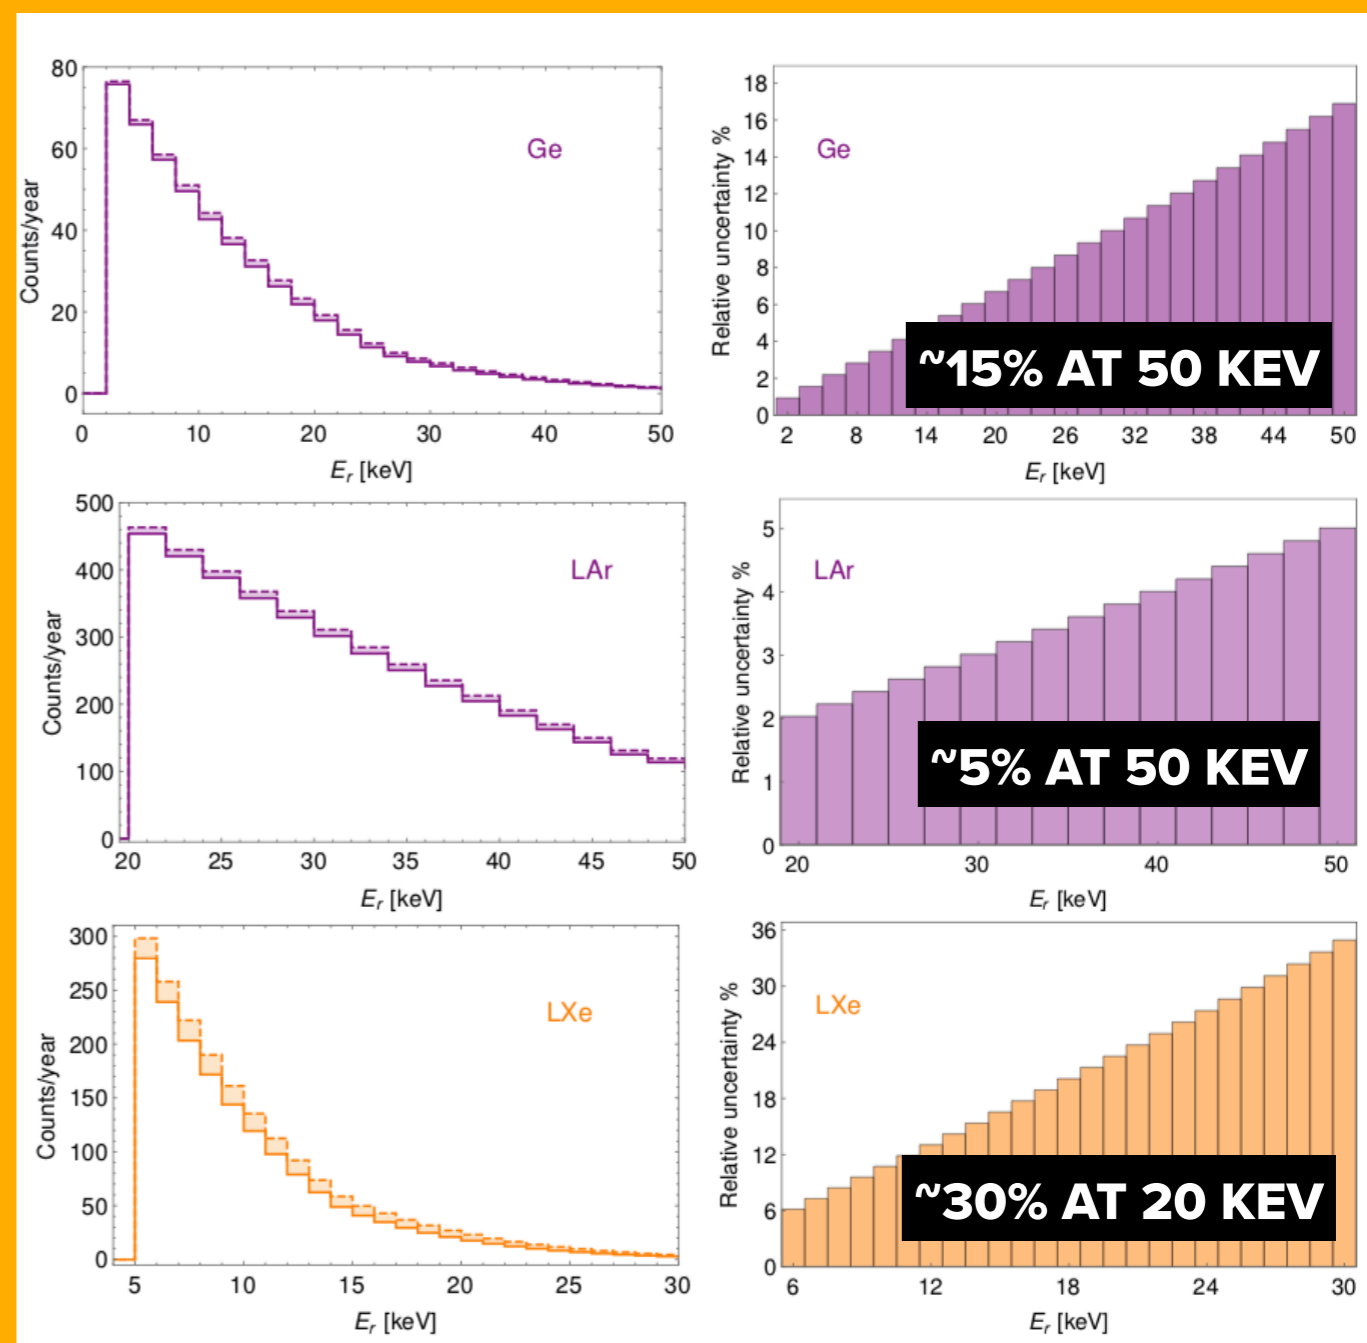 80
60
40
20
0
Counts/year
Ge
0 10 20 30 40 50
E_r [keV]
18
16
14
12
10
8
6
4
2
0
Relative uncertainty %
Ge
~15% AT 50 KEV
2 8 14 20 26 32 38 44 50
E_r [keV]
500
400
300
200
100
0
Counts/year
LAr
20 25 30 35 40 45 50
E_r [keV]
5
4
3
2
1
0
Relative uncertainty %
LAr
~5% AT 50 KEV
20 30 40 50
E_r [keV]
300
250
200
150
100
50
0
Counts/year
LXe
5 10 15 20 25 30
E_r [keV]
36
30
24
18
12
6
0
Relative uncertainty %
LXe
~30% AT 20 KEV
6 12 18 24 30
E_r [keV]